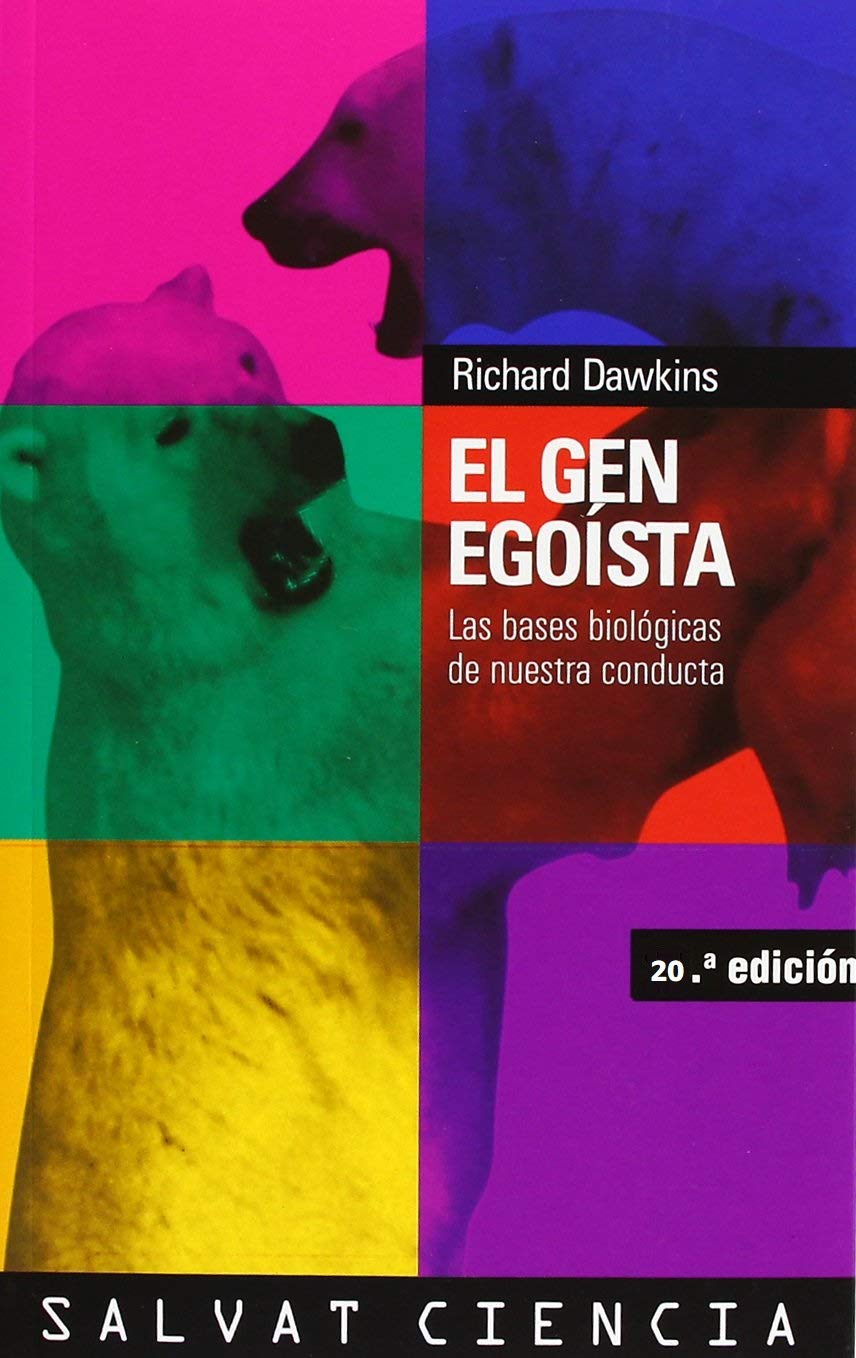 Richard Dawkins
EL GEN
EGOÍSTA
Las bases biológicas
de nuestra conducta
20.ª edición
SALVAT CIENCIA